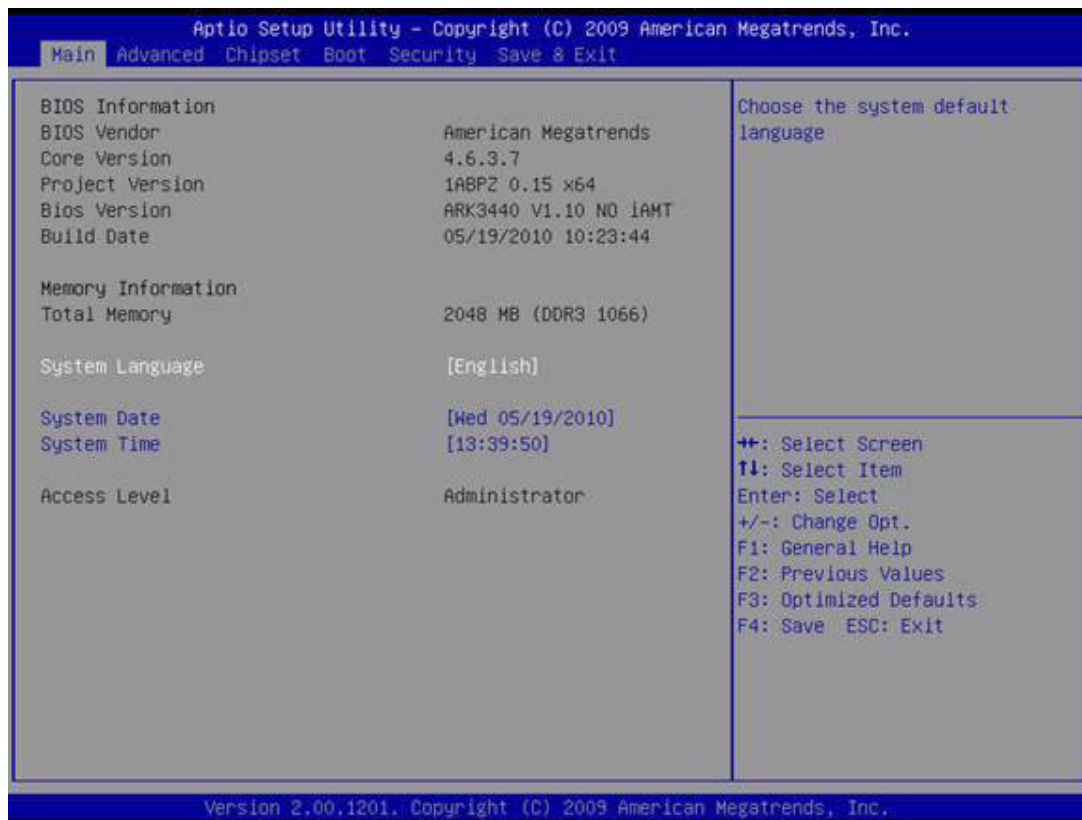 Aptio Setup Utility – Copyright (C) 2009 American Megatrends, Inc.
Main Advanced Chipset Boot Security Save & Exit
BIOS Information
BIOS Vendor American Megatrends
Core Version 4.6.3.7
Project Version 1ABPZ 0.15 x64
Bios Version ARK3440 V1.10 NO iAMT
Build Date 05/19/2010 10:23:44
Memory Information
Total Memory 2048 MB (DDR3 1066)
System Language [English]
System Date [Wed 05/19/2010]
System Time [13:39:50]
Access Level Administrator
Choose the system default
language
→←: Select Screen
↑↓: Select Item
Enter: Select
+/-: Change Opt.
F1: General Help
F2: Previous Values
F3: Optimized Defaults
F4: Save ESC: Exit
Version 2.00.1201. Copyright (C) 2009 American Megatrends, Inc.